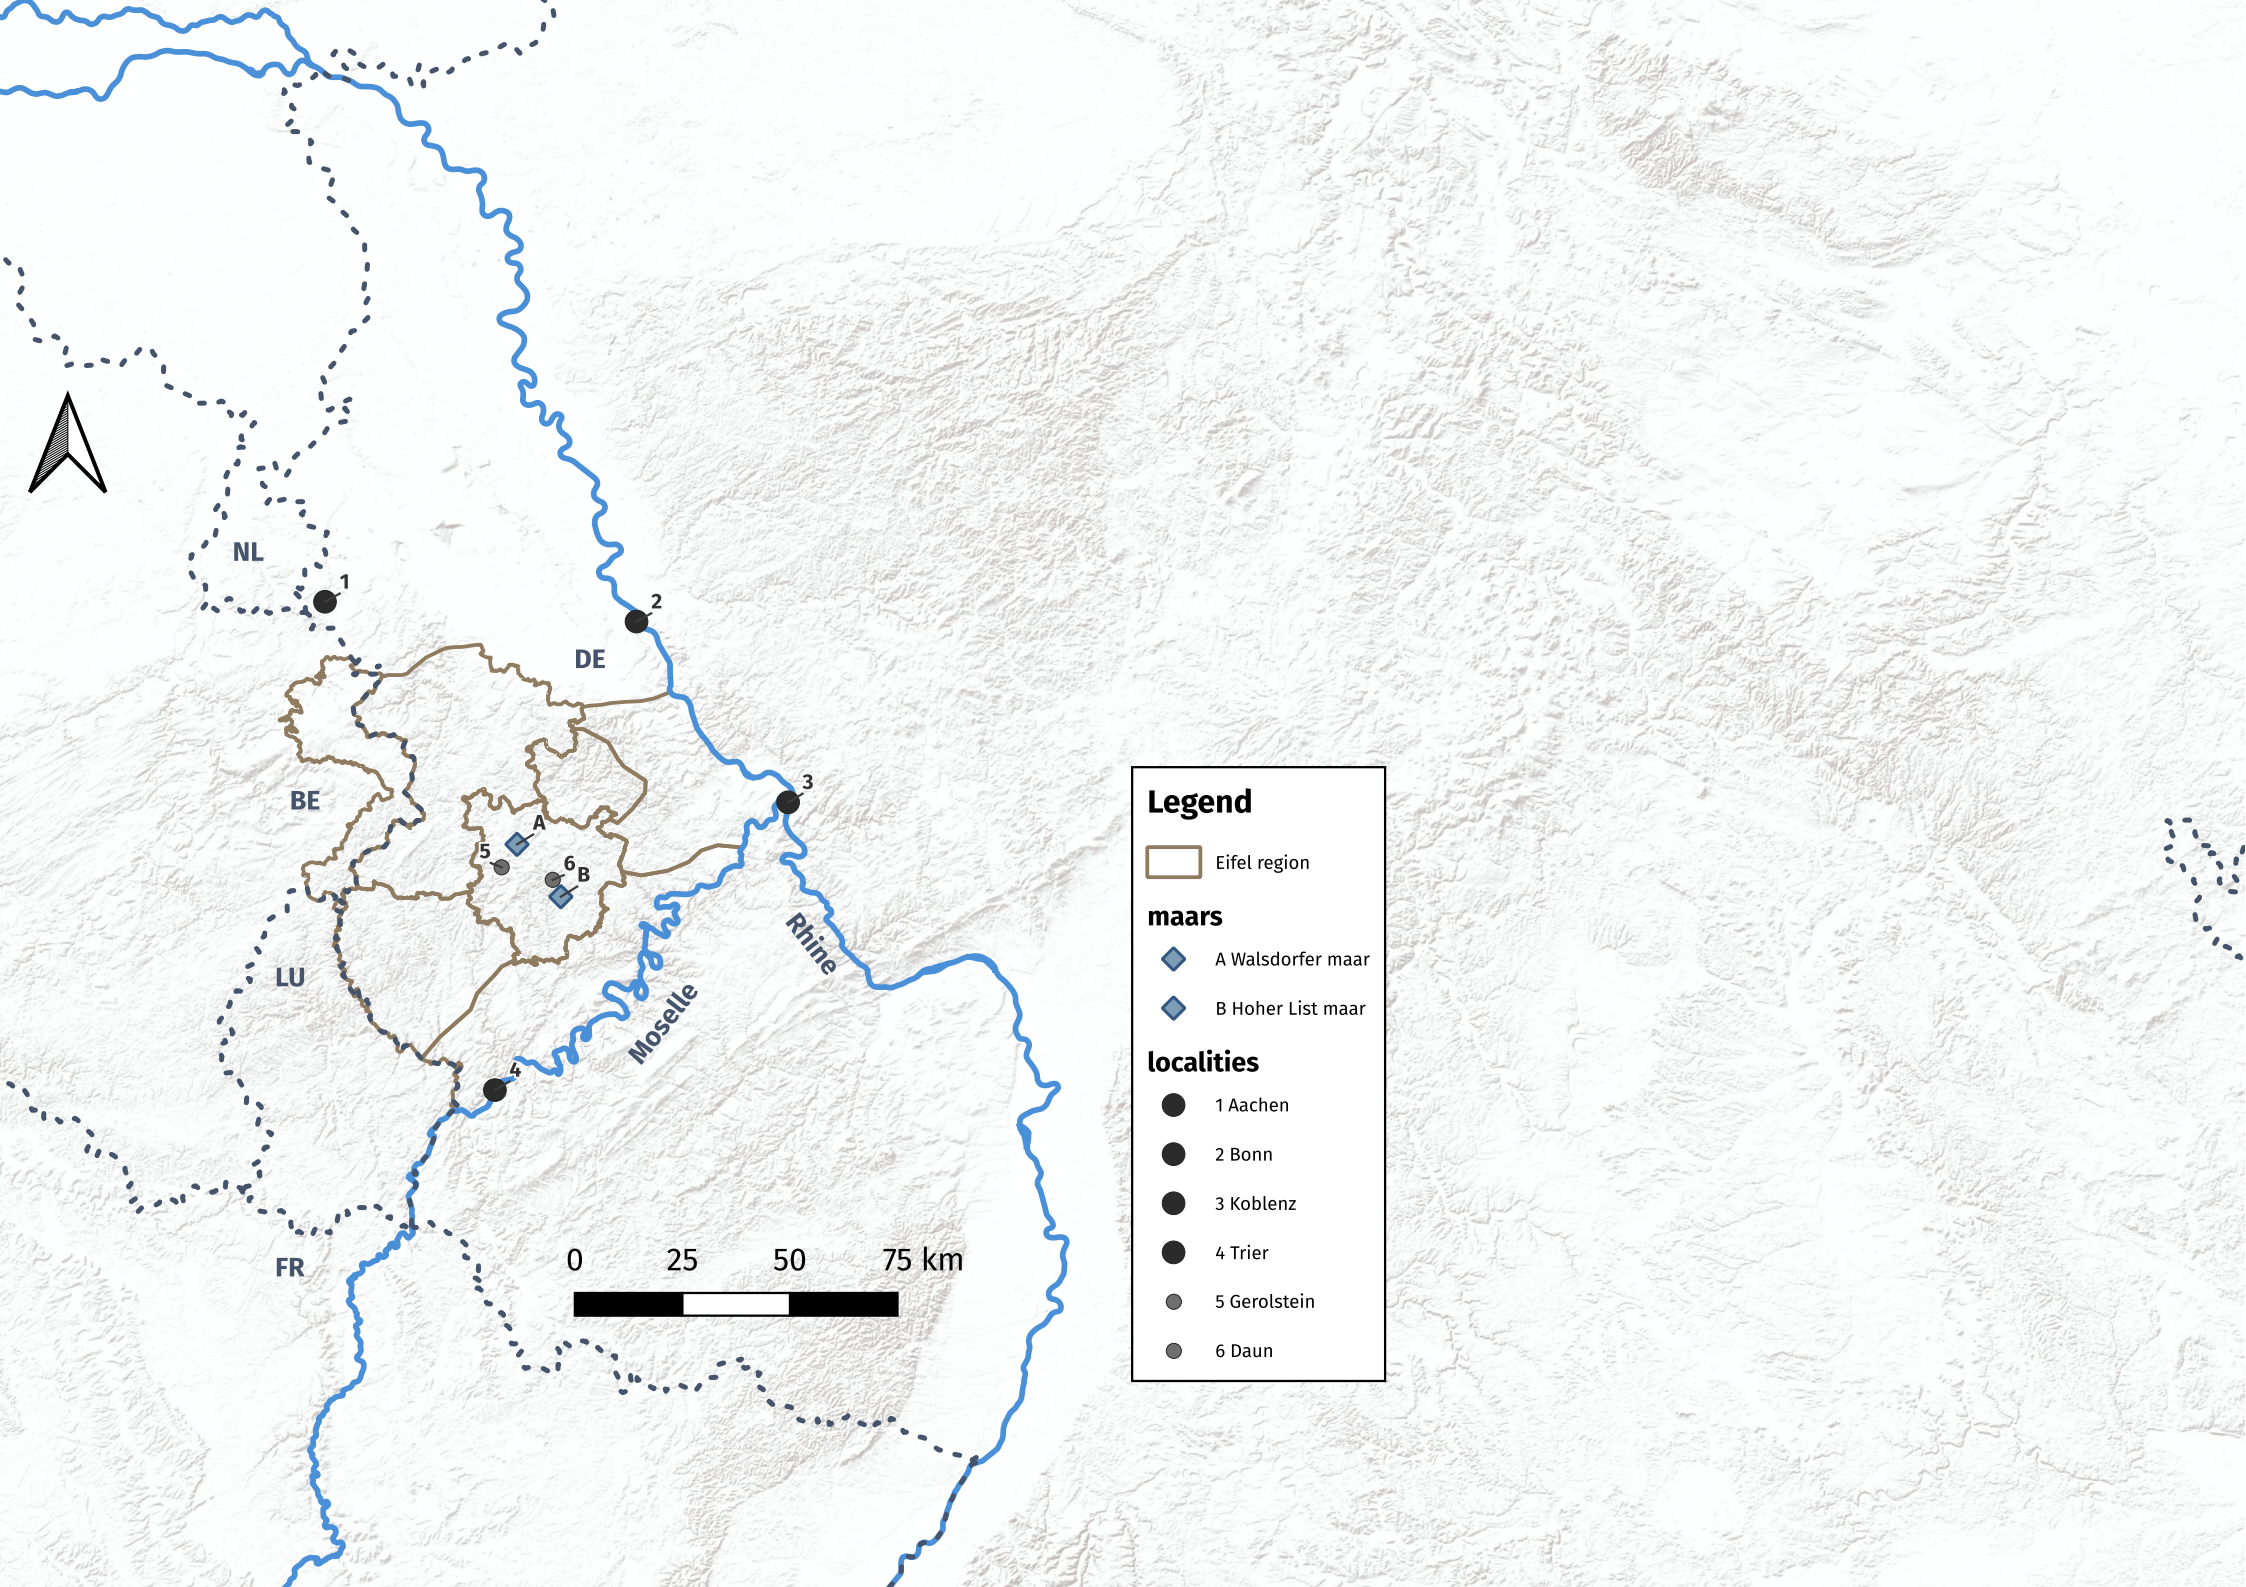 NL
1
2
DE
3
BE
A
5
6
B
Rhine
LU
Moselle
4
FR
0 25 50 75 km
Legend
Eifel region
maars
A Walsdorfer maar
B Hoher List maar
localities
1 Aachen
2 Bonn
3 Koblenz
4 Trier
5 Gerolstein
6 Daun